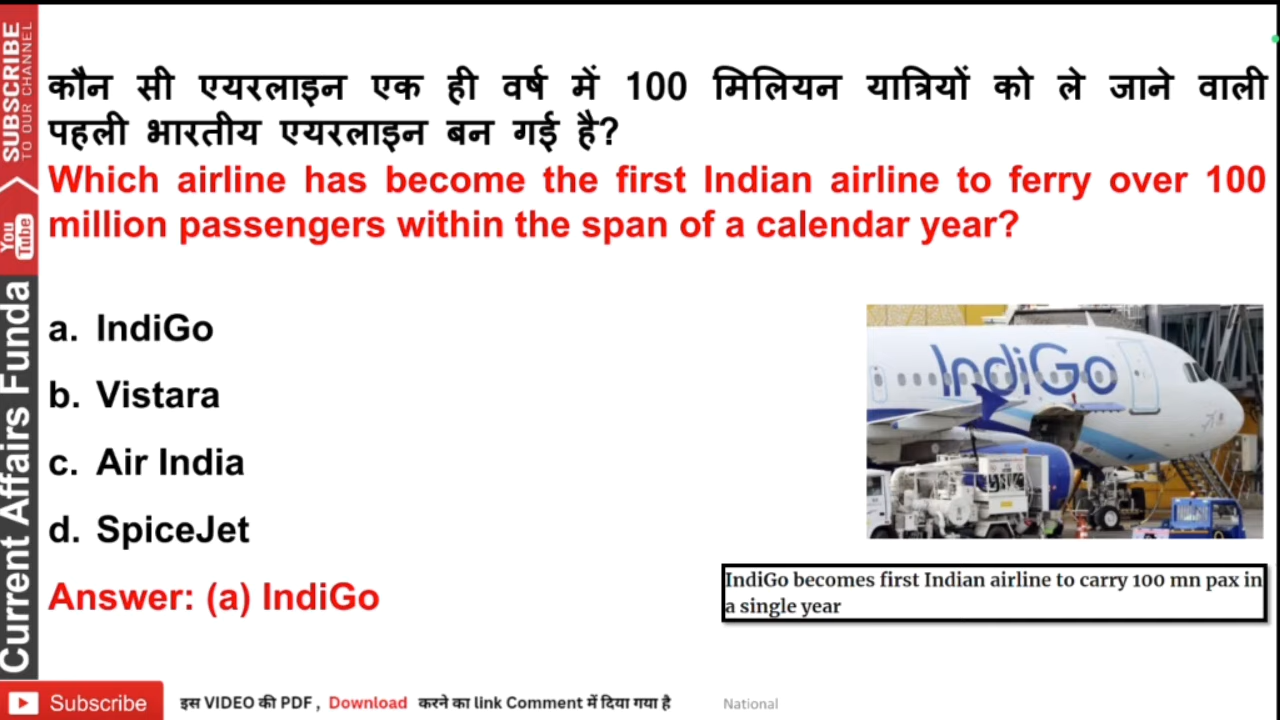 SUBSCRIBE
TO OUR CHANNEL
You
Tube
Current Affairs Funda
कौन सी एयरलाइन एक ही वर्ष में 100 मिलियन यात्रियों को ले जाने वाली
पहली भारतीय एयरलाइन बन गई है?
Which airline has become the first Indian airline to ferry over 100
million passengers within the span of a calendar year?
a. IndiGo
b. Vistara
c. Air India
d. SpiceJet
Answer: (a) IndiGo
IndiGo
IndiGo becomes first Indian airline to carry 100 mn pax in
a single year
Subscribe
इस VIDEO की PDF , Download करने का link Comment में दिया गया है
National